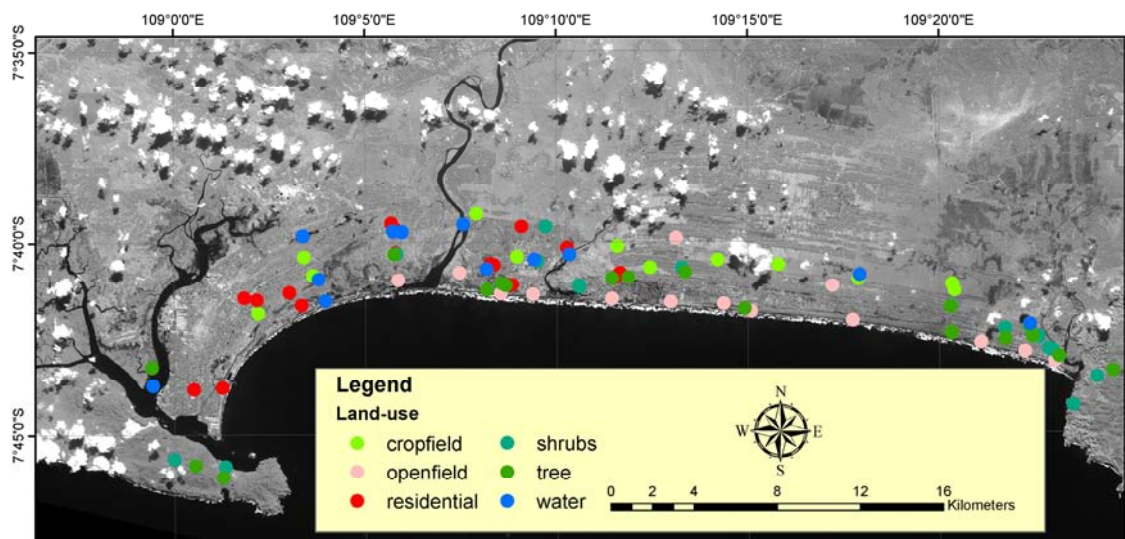 109°0'0"E 109°5'0"E 109°10'0"E 109°15'0"E 109°20'0"E
7°35'0"S
7°40'0"S
7°45'0"S
Legend
Land-use
cropfield shrubs
openfield tree
residential water
N
W E
S
0 2 4 8 12 16
Kilometers